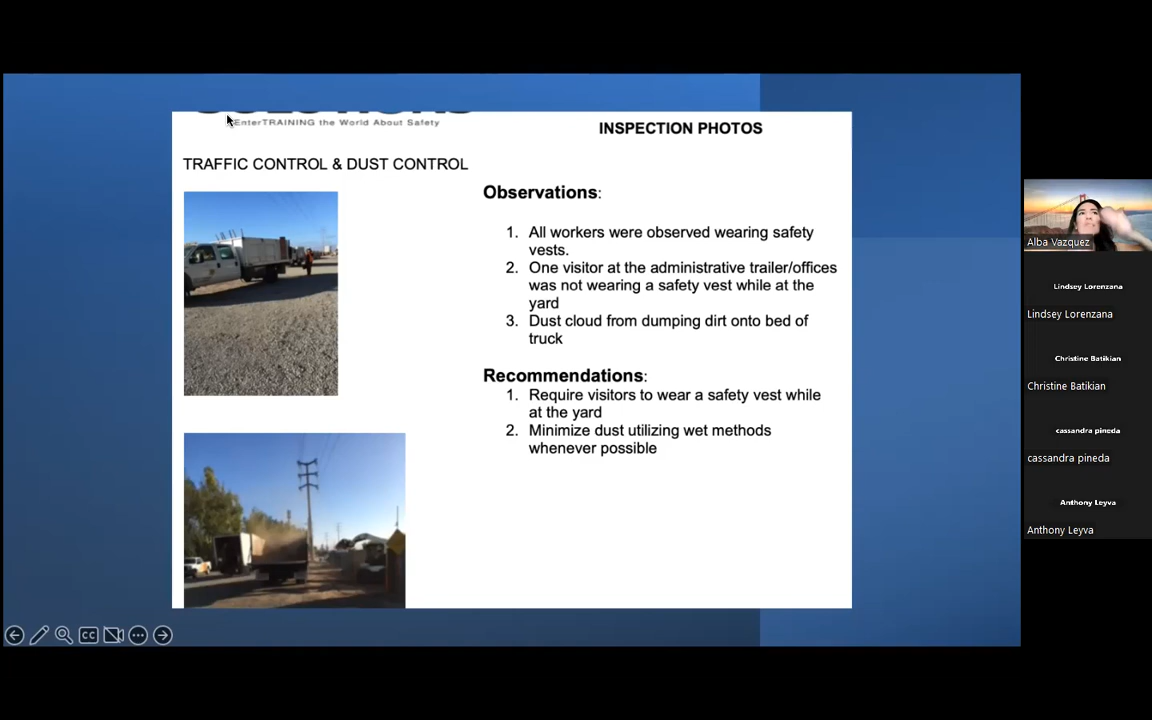 EnterTRAINING the World About Safety
INSPECTION PHOTOS
TRAFFIC CONTROL & DUST CONTROL
Observations:
1. All workers were observed wearing safety
vests.
2. One visitor at the administrative trailer/offices
was not wearing a safety vest while at the
yard
3. Dust cloud from dumping dirt onto bed of
truck
Recommendations:
1. Require visitors to wear a safety vest while
at the yard
2. Minimize dust utilizing wet methods
whenever possible
CC
Alba Vazquez
Lindsey Lorenzana
Lindsey Lorenzana
Christine Batikian
Christine Batikian
cassandra pineda
cassandra pineda
Anthony Leyva
Anthony Leyva